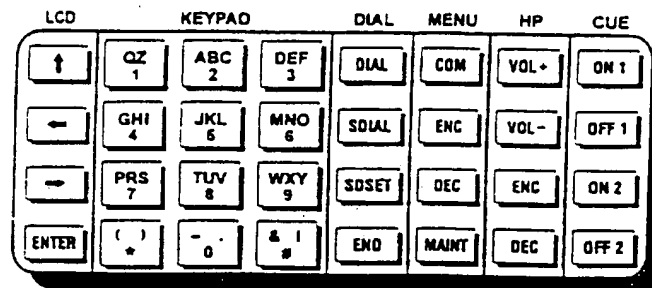 LCD KEYPAD DIAL MENU HP CUE
↑ QZ ABC DEF DIAL COM VOL+ ON 1
1 2 3
← GHI JKL MNO SDIAL ENC VOL- OFF 1
4 5 6
→ PRS TUV WXY SDSET DEC ENC ON 2
7 8 9
ENTER ( ) - . & | END MAINT DEC OFF 2
* 0 #